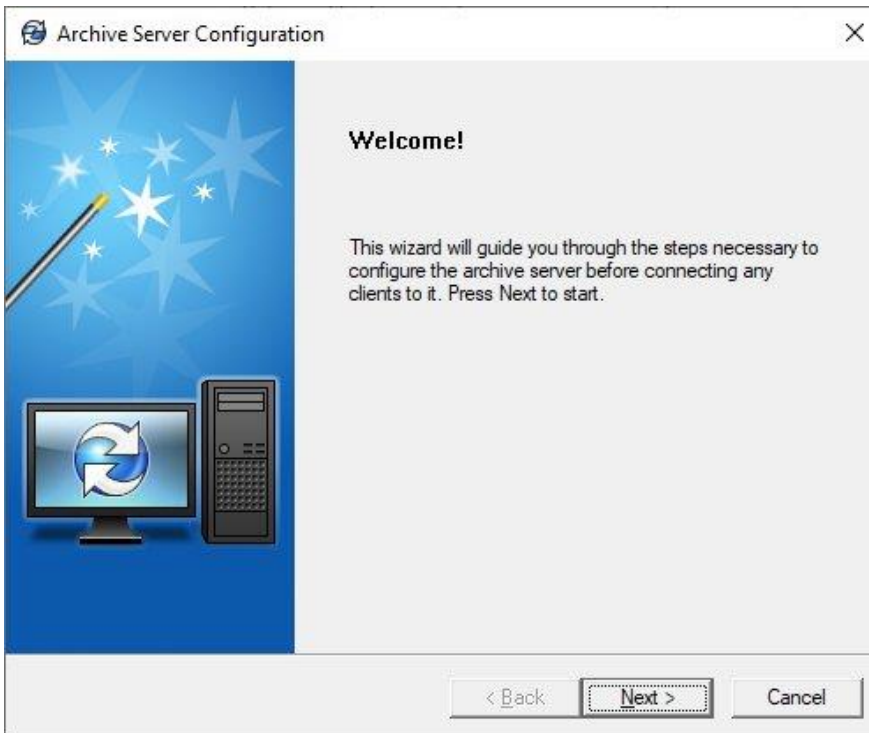 Archive Server Configuration
Welcome!
This wizard will guide you through the steps necessary to
configure the archive server before connecting any
clients to it. Press Next to start.
< Back
Next >
Cancel